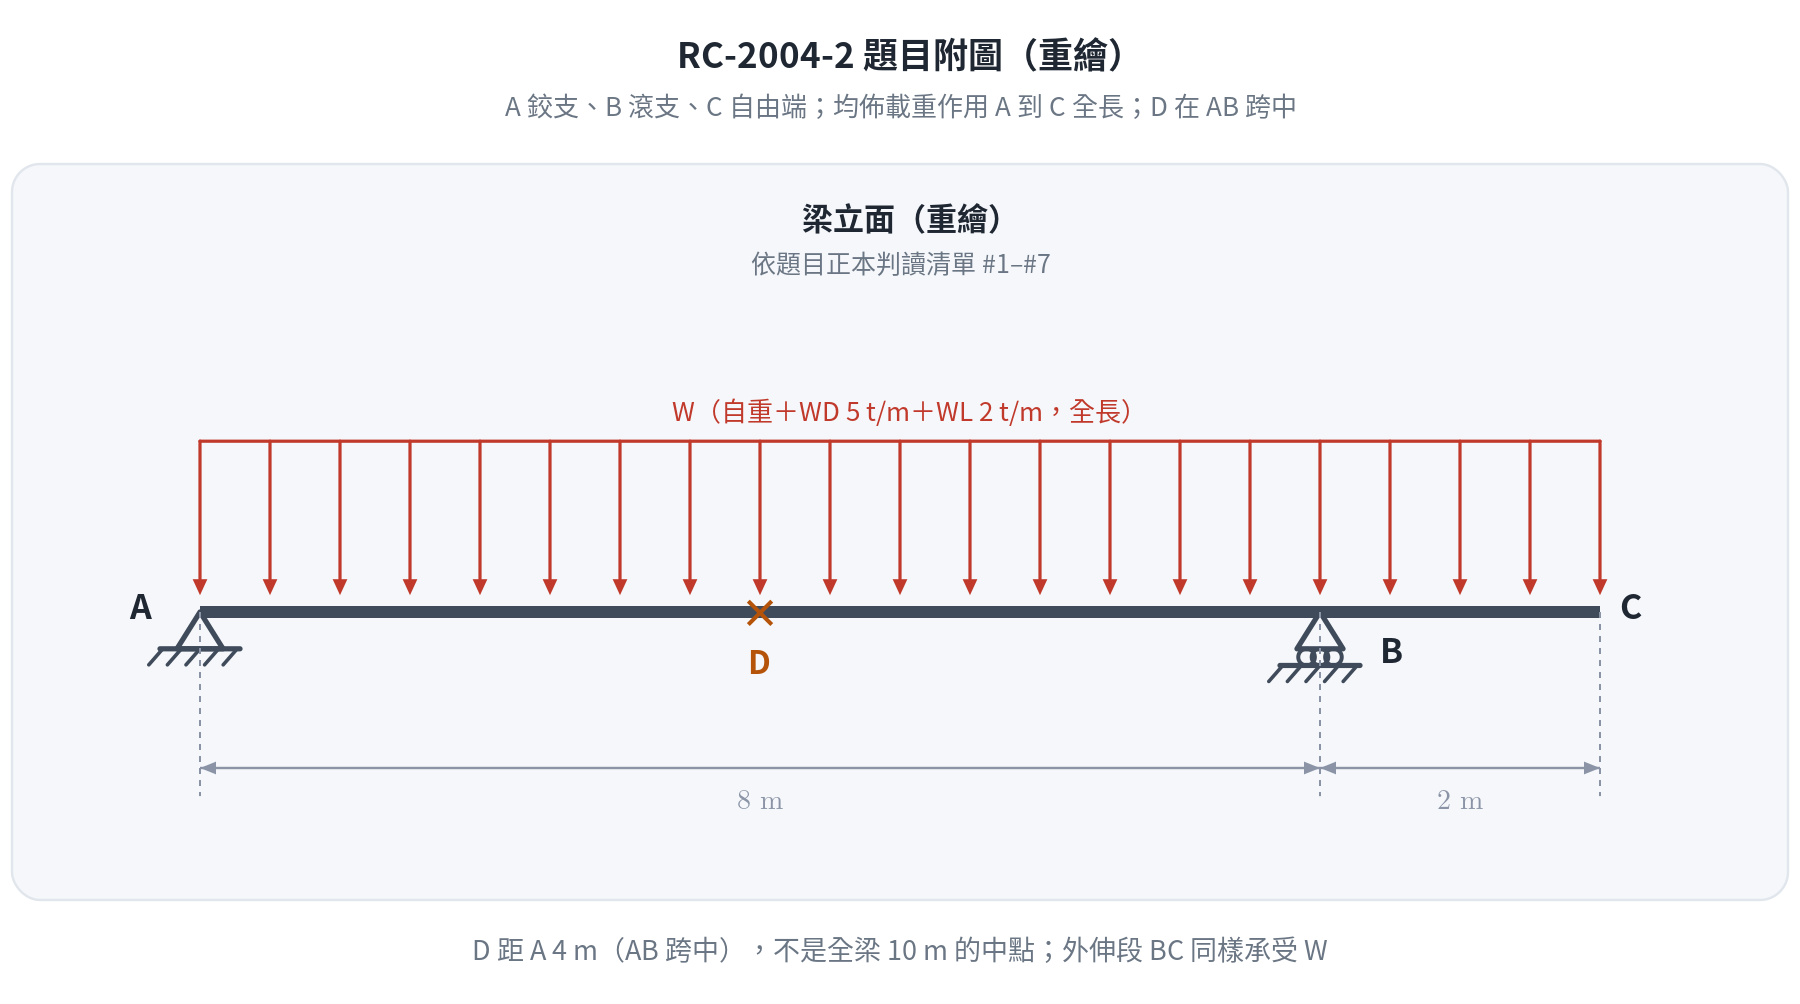 RC-2004-2 題目附圖（重繪）
A 鉸支、B 滾支、C 自由端；均佈載重作用 A 到 C 全長；D 在 AB 跨中
梁立面（重繪）
依題目正本判讀清單 #1–#7
W（自重＋WD 5 t/m＋WL 2 t/m，全長）
A
C
D
B
8 m
2 m
D 距 A 4 m（AB 跨中），不是全梁 10 m 的中點；外伸段 BC 同樣承受 W